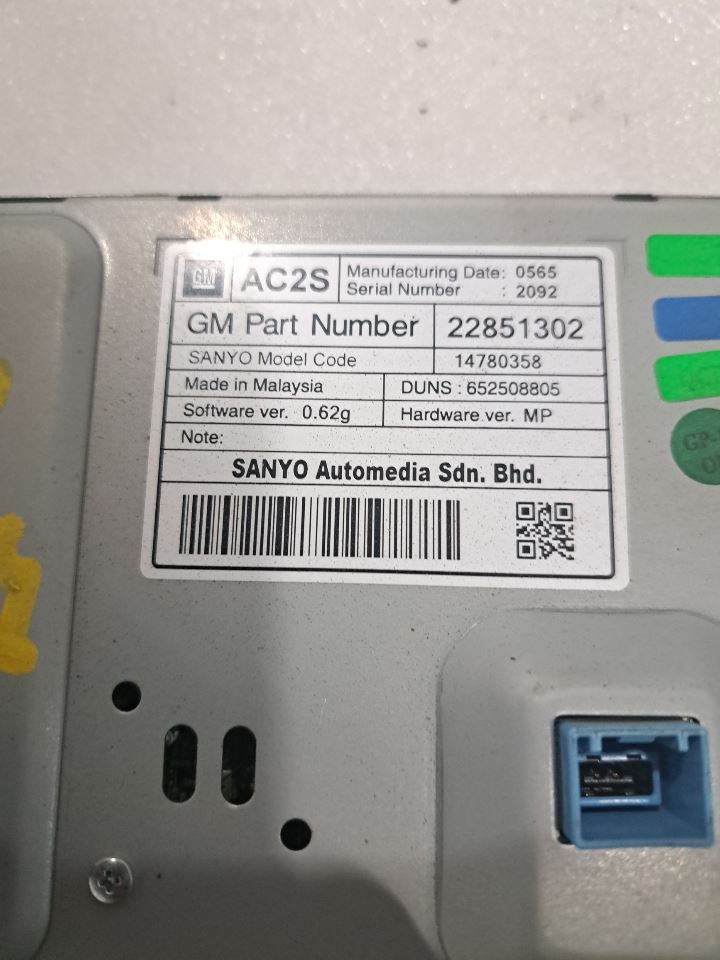 GM
AC2S
Manufacturing Date: 0565
Serial Number : 2092
GM Part Number 22851302
SANYO Model Code 14780358
Made in Malaysia DUNS : 652508805
Software ver. 0.62g Hardware.ver. MP
Note:
SANYO Automedia Sdn. Bhd.